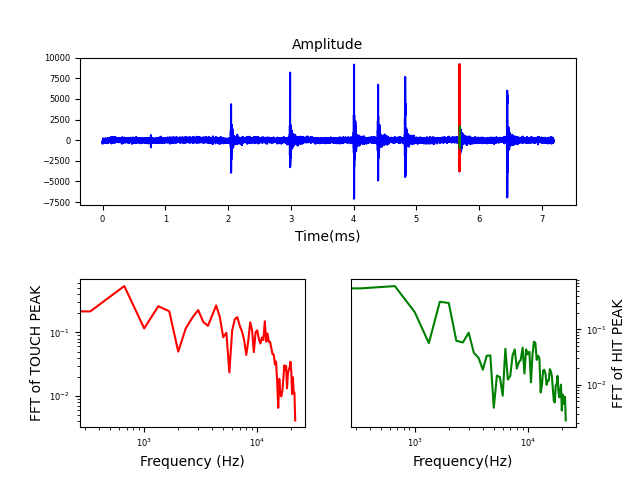 Amplitude
10000
7500
5000
2500
0
−2500
−5000
−7500
0 1 2 3 4 5 6 7
Time(ms)
FFT of TOUCH PEAK
10⁻¹
10⁻²
10³ 10⁴
Frequency (Hz)
10⁻¹
10⁻²
FFT of HIT PEAK
10³ 10⁴
Frequency(Hz)